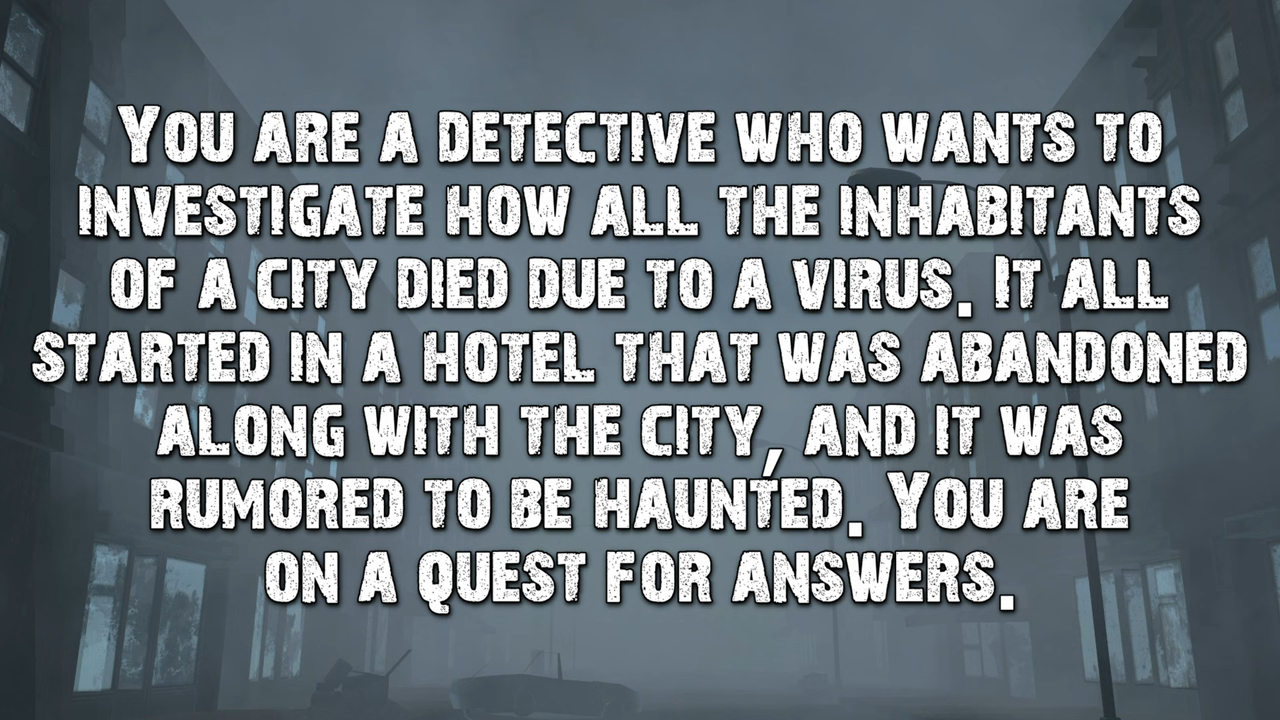 You are a detective who wants to
investigate how all the inhabitants
of a city died due to a virus. It all
started in a hotel that was abandoned
along with the city, and it was
rumored to be haunted. You are
on a quest for answers.